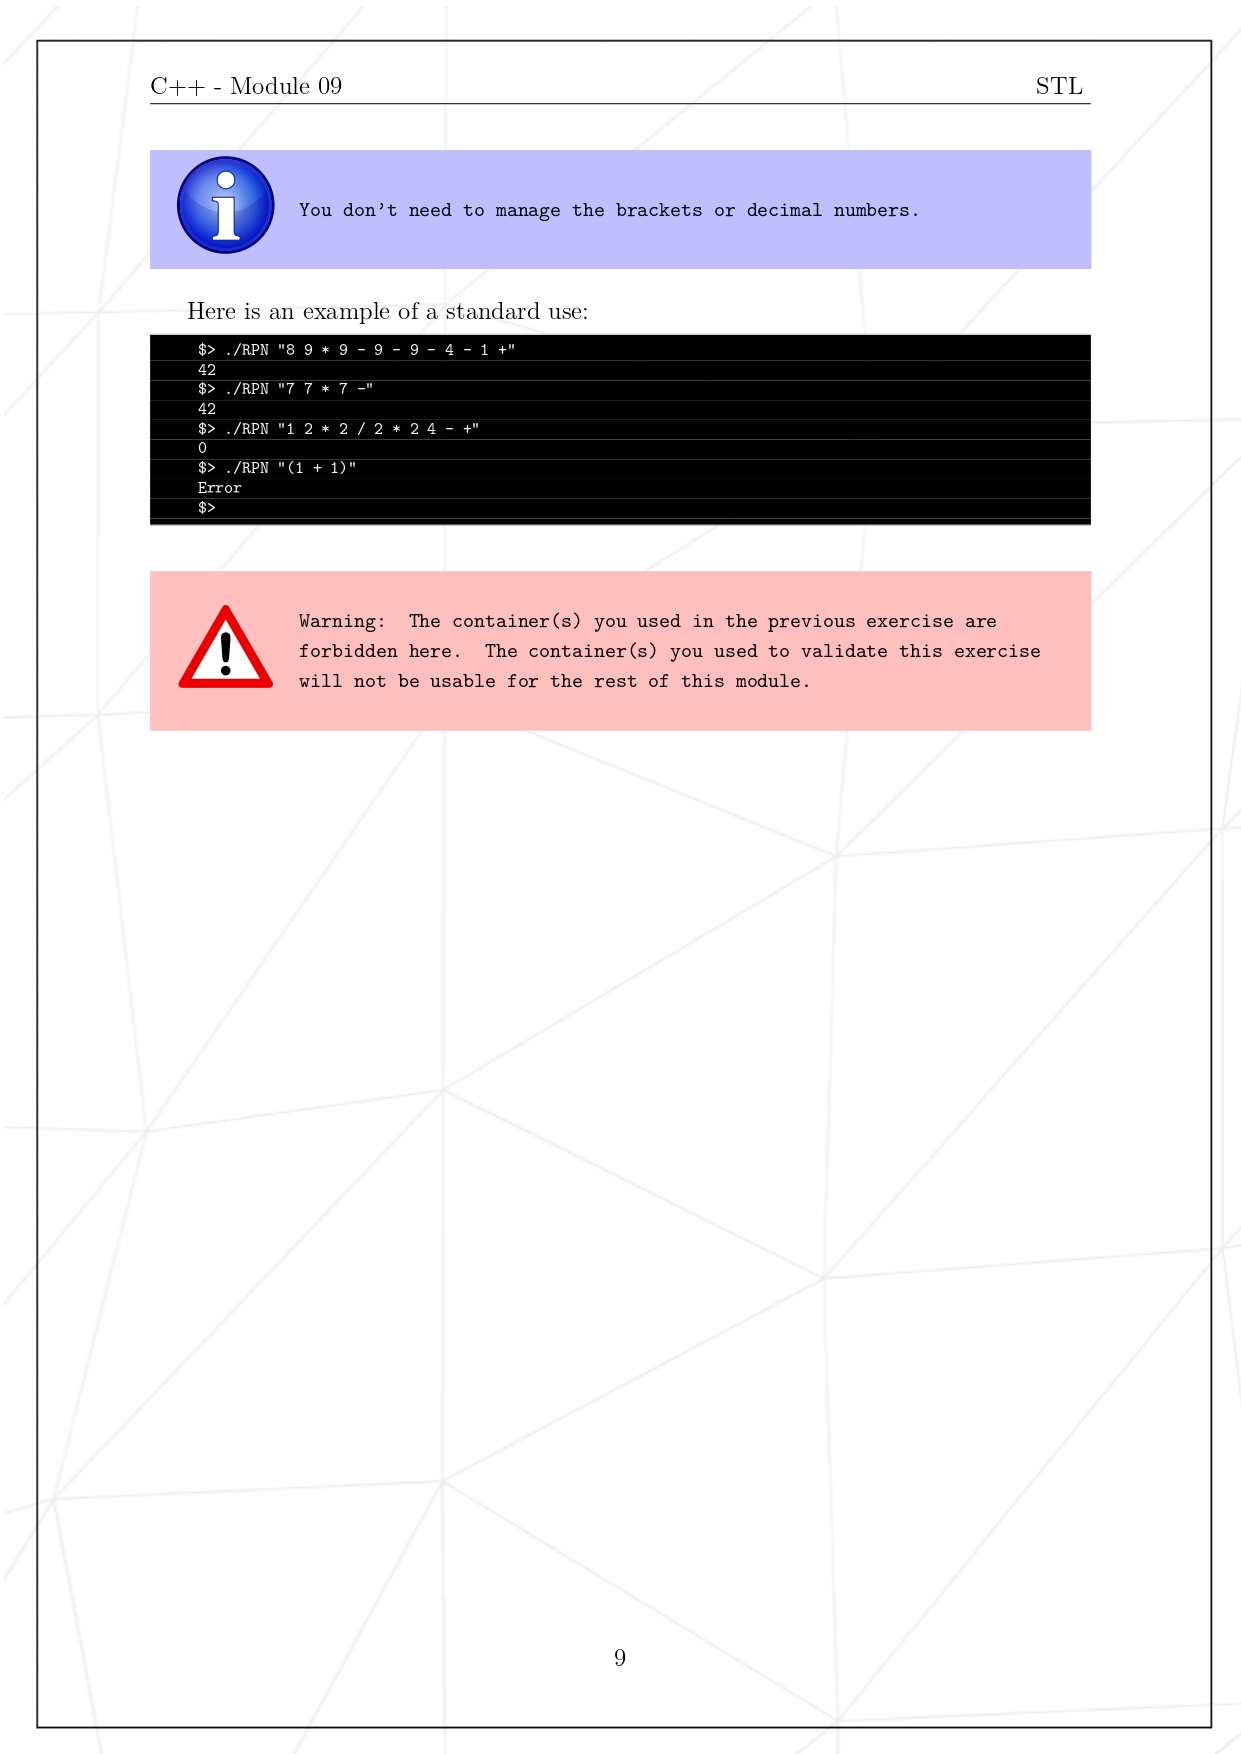 C++ - Module 09 STL
You don't need to manage the brackets or decimal numbers.
Here is an example of a standard use:
$> ./RPN "8 9 * 9 - 9 - 9 - 4 - 1 +"
42
$> ./RPN "7 7 * 7 -"
42
$> ./RPN "1 2 * 2 / 2 * 2 4 - +"
0
$> ./RPN "(1 + 1)"
Error
$>
Warning: The container(s) you used in the previous exercise are
forbidden here. The container(s) you used to validate this exercise
will not be usable for the rest of this module.
9